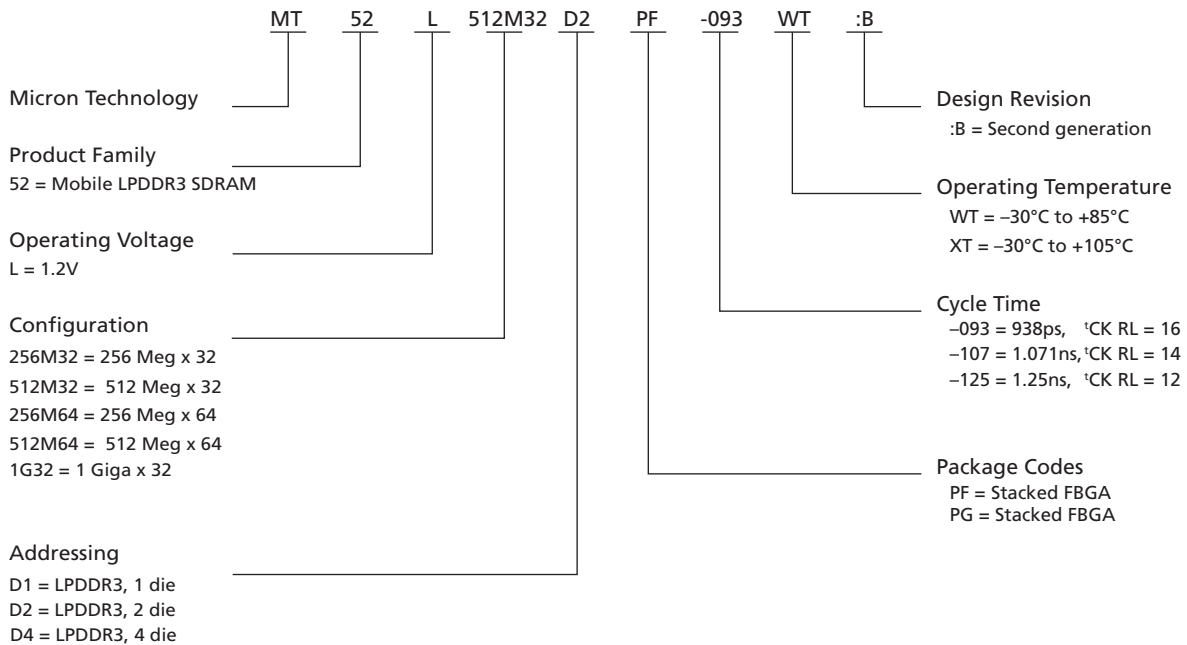 MT 52 L 512M32 D2 PF -093 WT :B
Micron Technology
Product Family
52 = Mobile LPDDR3 SDRAM
Operating Voltage
L = 1.2V
Configuration
256M32 = 256 Meg x 32
512M32 = 512 Meg x 32
256M64 = 256 Meg x 64
512M64 = 512 Meg x 64
1G32 = 1 Giga x 32
Addressing
D1 = LPDDR3, 1 die
D2 = LPDDR3, 2 die
D4 = LPDDR3, 4 die
Design Revision
:B = Second generation
Operating Temperature
WT = –30°C to +85°C
XT = –30°C to +105°C
Cycle Time
–093 = 938ps, ᵗCK RL = 16
–107 = 1.071ns, ᵗCK RL = 14
–125 = 1.25ns, ᵗCK RL = 12
Package Codes
PF = Stacked FBGA
PG = Stacked FBGA